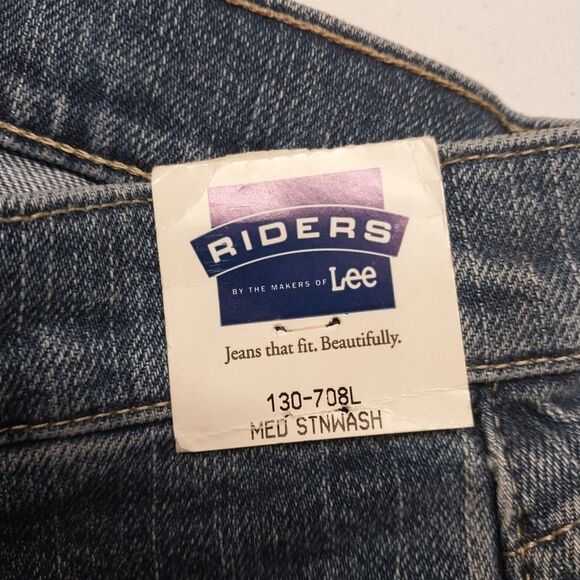 RIDERS
BY THE MAKERS OF Lee
Jeans that fit. Beautifully.
130-708L
MED STNWASH